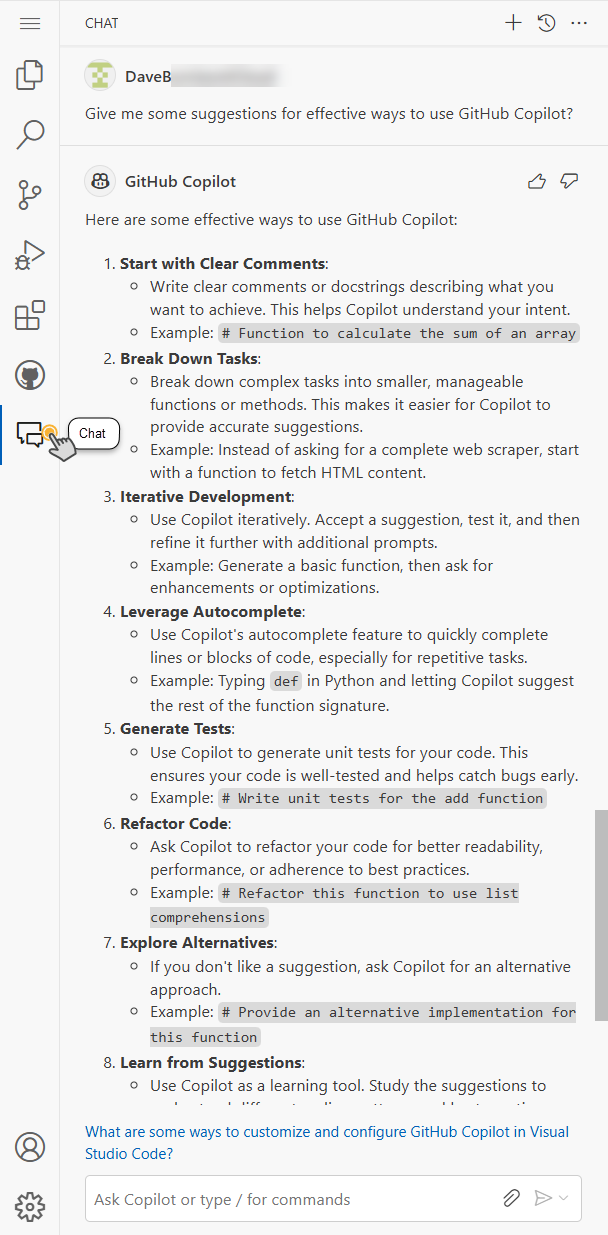 CHAT
DaveB
Give me some suggestions for effective ways to use GitHub Copilot?
GitHub Copilot
Here are some effective ways to use GitHub Copilot:
1. Start with Clear Comments:
Write clear comments or docstrings describing what you
want to achieve. This helps Copilot understand your intent.
Example: # Function to calculate the sum of an array
2. Break Down Tasks:
Break down complex tasks into smaller, manageable
functions or methods. This makes it easier for Copilot to
provide accurate suggestions.
Example: Instead of asking for a complete web scraper, start
with a function to fetch HTML content.
Chat
3. Iterative Development:
Use Copilot iteratively. Accept a suggestion, test it, and then
refine it further with additional prompts.
Example: Generate a basic function, then ask for
enhancements or optimizations.
4. Leverage Autocomplete:
Use Copilot's autocomplete feature to quickly complete
lines or blocks of code, especially for repetitive tasks.
Example: Typing def in Python and letting Copilot suggest
the rest of the function signature.
5. Generate Tests:
Use Copilot to generate unit tests for your code. This
ensures your code is well-tested and helps catch bugs early.
Example: # Write unit tests for the add function
6. Refactor Code:
Ask Copilot to refactor your code for better readability,
performance, or adherence to best practices.
Example: # Refactor this function to use list
comprehensions
7. Explore Alternatives:
If you don't like a suggestion, ask Copilot for an alternative
approach.
Example: # Provide an alternative implementation for
this function
8. Learn from Suggestions:
Use Copilot as a learning tool. Study the suggestions to
What are some ways to customize and configure GitHub Copilot in Visual
Studio Code?
Ask Copilot or type / for commands